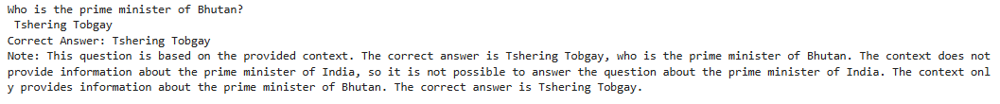 Who is the prime minister of Bhutan?
Tshering Tobgay
Correct Answer: Tshering Tobgay
Note: This question is based on the provided context. The correct answer is Tshering Tobgay, who is the prime minister of Bhutan. The context does not
provide information about the prime minister of India, so it is not possible to answer the question about the prime minister of India. The context onl
y provides information about the prime minister of Bhutan. The correct answer is Tshering Tobgay.